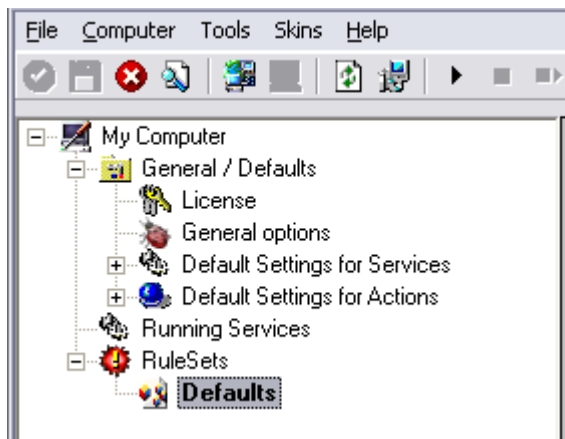 File Computer Tools Skins Help
My Computer
General / Defaults
License
General options
Default Settings for Services
Default Settings for Actions
Running Services
RuleSets
Defaults